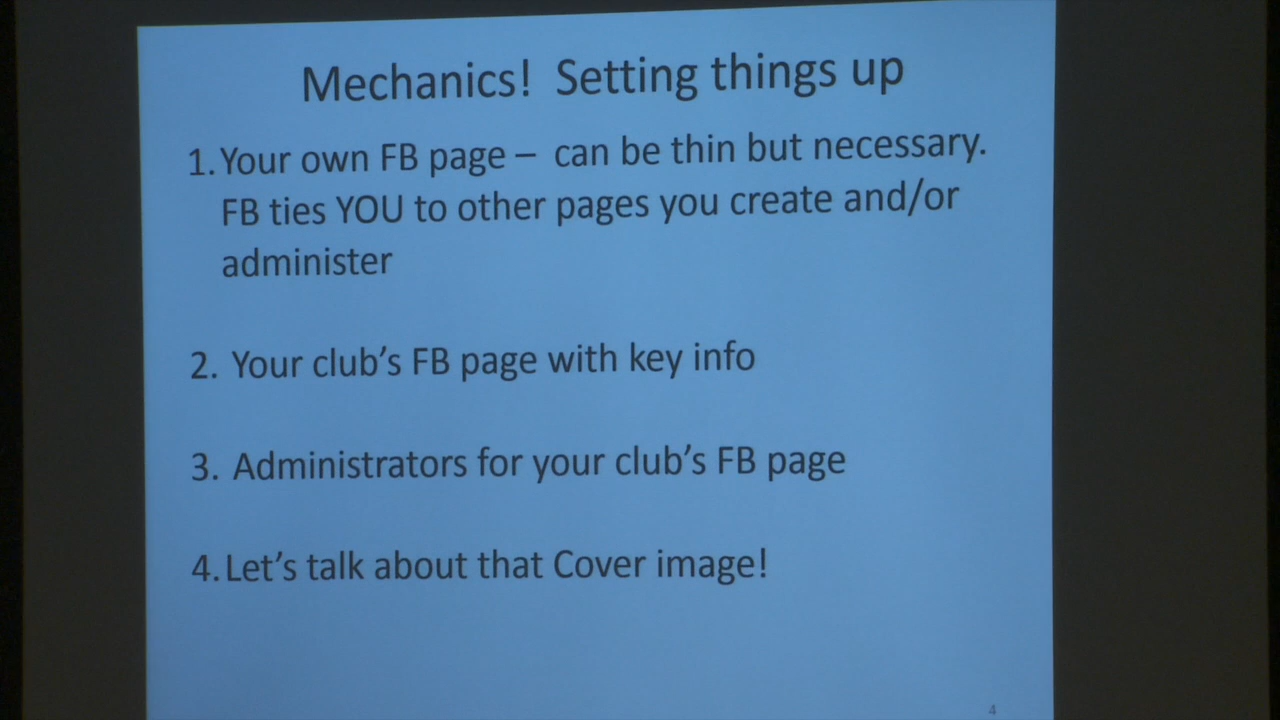 Mechanics!  Setting things up
1. Your own FB page –  can be thin but necessary.
FB ties YOU to other pages you create and/or
administer
2.  Your club’s FB page with key info
3.  Administrators for your club’s FB page
4. Let’s talk about that Cover image!
4